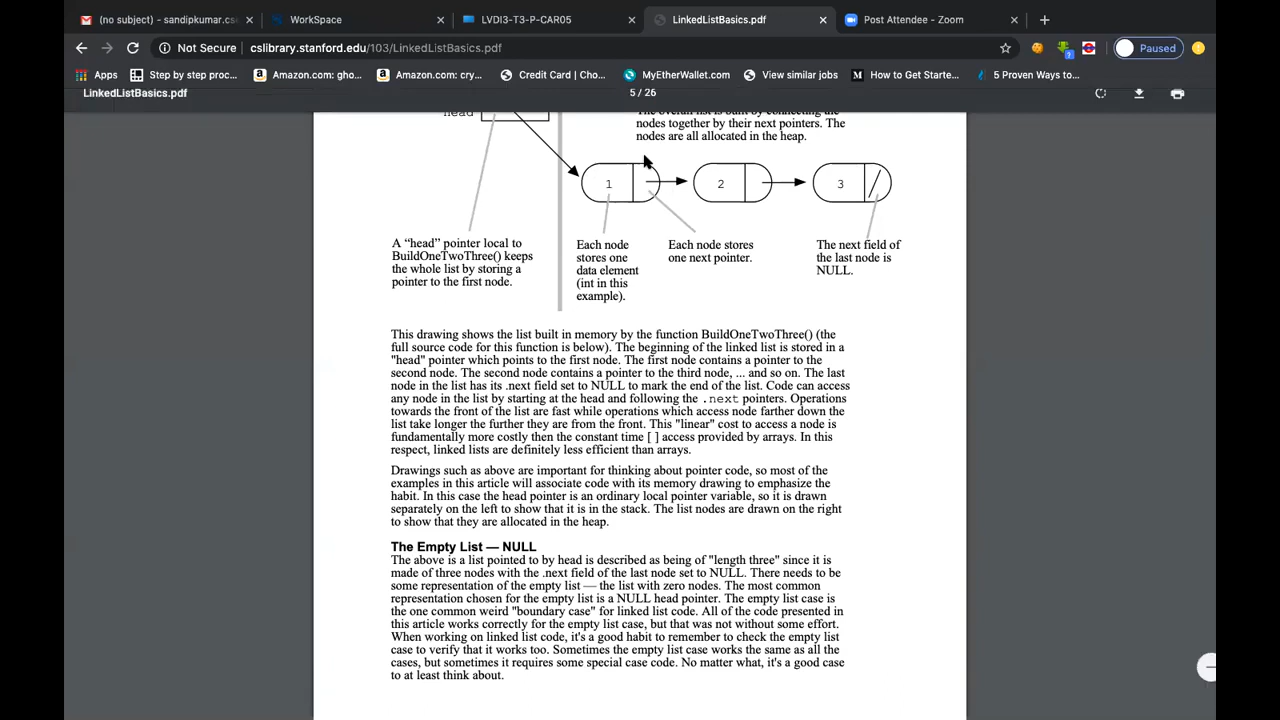 (no subject) - sandipkumar.cs
WorkSpace
LVDI3-T3-P-CAR05
LinkedListBasics.pdf
Post Attendee - Zoom
Not Secure
cslibrary.stanford.edu/103/LinkedListBasics.pdf
Paused
Apps
Step by step proc...
Amazon.com: gho...
Amazon.com: cry...
Credit Card | Cho...
MyEtherWallet.com
View similar jobs
How to Get Starte...
5 Proven Ways to...
LinkedListBasics.pdf
5 / 26
head
The overall list is built by connecting the
nodes together by their next pointers. The
nodes are all allocated in the heap.
1
2
3
A “head” pointer local to
BuildOneTwoThree() keeps
the whole list by storing a
pointer to the first node.
Each node
stores one
data element
(int in this
example).
Each node stores
one next pointer.
The next field of
the last node is
NULL.
This drawing shows the list built in memory by the function BuildOneTwoThree() (the
full source code for this function is below). The beginning of the linked list is stored in a
"head" pointer which points to the first node. The first node contains a pointer to the
second node. The second node contains a pointer to the third node, ... and so on. The last
node in the list has its .next field set to NULL to mark the end of the list. Code can access
any node in the list by starting at the head and following the .next pointers. Operations
towards the front of the list are fast while operations which access node farther down the
list take longer the further they are from the front. This "linear" cost to access a node is
fundamentally more costly then the constant time [ ] access provided by arrays. In this
respect, linked lists are definitely less efficient than arrays.
Drawings such as above are important for thinking about pointer code, so most of the
examples in this article will associate code with its memory drawing to emphasize the
habit. In this case the head pointer is an ordinary local pointer variable, so it is drawn
separately on the left to show that it is in the stack. The list nodes are drawn on the right
to show that they are allocated in the heap.
The Empty List — NULL
The above is a list pointed to by head is described as being of "length three" since it is
made of three nodes with the .next field of the last node set to NULL. There needs to be
some representation of the empty list — the list with zero nodes. The most common
representation chosen for the empty list is a NULL head pointer. The empty list case is
the one common weird "boundary case" for linked list code. All of the code presented in
this article works correctly for the empty list case, but that was not without some effort.
When working on linked list code, it's a good habit to remember to check the empty list
case to verify that it works too. Sometimes the empty list case works the same as all the
cases, but sometimes it requires some special case code. No matter what, it's a good case
to at least think about.